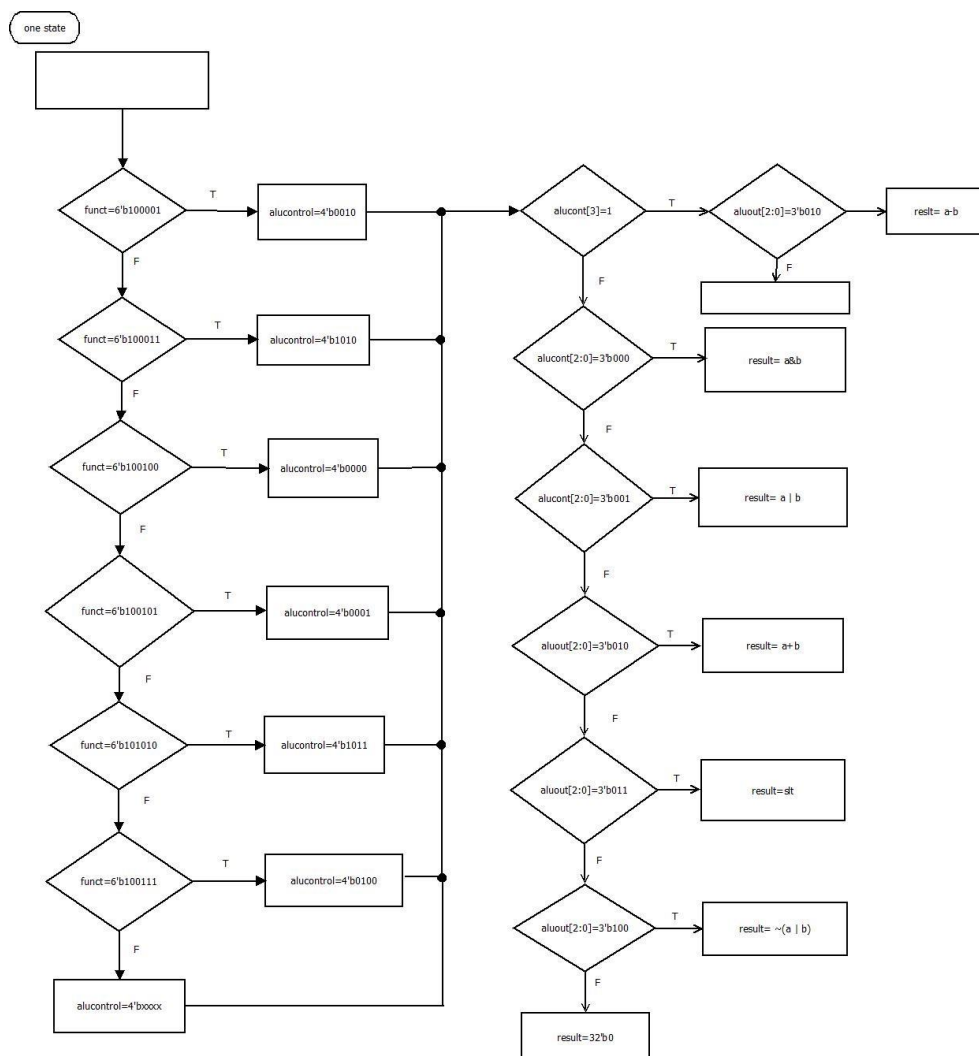 one state
funct=6'b100001
T
alucontrol=4'b0010
F
funct=6'b100011
T
alucontrol=4'b1010
F
funct=6'b100100
T
alucontrol=4'b0000
F
funct=6'b100101
T
alucontrol=4'b0001
F
funct=6'b101010
T
alucontrol=4'b1011
F
funct=6'b100111
T
alucontrol=4'b0100
F
alucontrol=4'bxxxx
alucont[3]=1
T
aluout[2:0]=3'b010
reslt= a-b
F
F
alucont[2:0]=3'b000
T
result= a&b
F
alucont[2:0]=3'b001
T
result= a | b
F
aluout[2:0]=3'b010
T
result= a+b
F
aluout[2:0]=3'b011
T
result=slt
F
aluout[2:0]=3'b100
T
result= ~(a | b)
F
result=32'b0